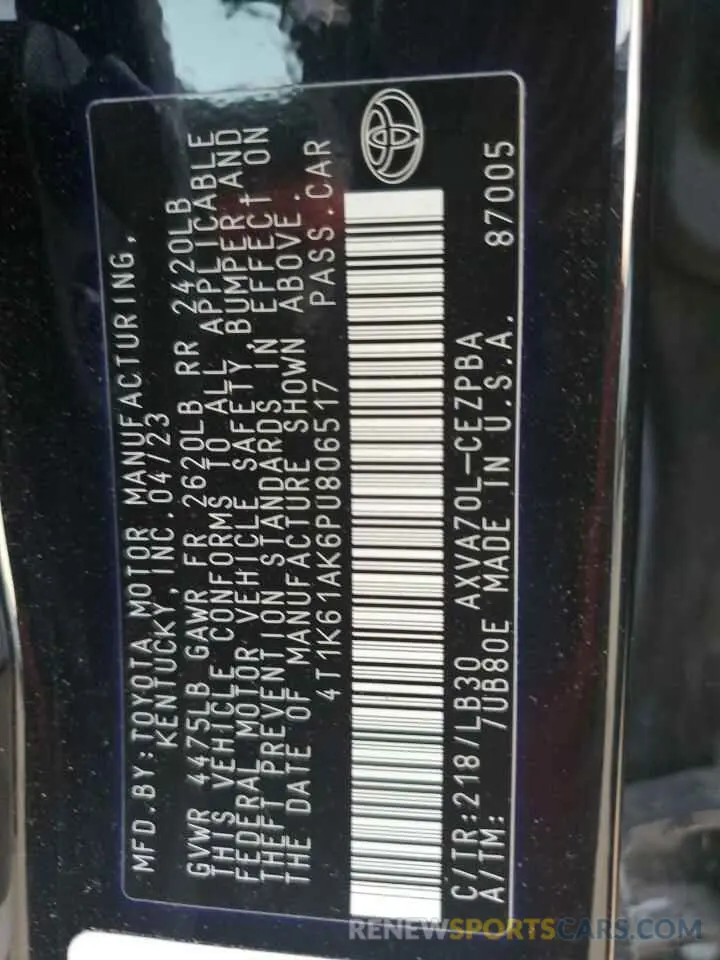 MFD.BY:TOYOTA MOTOR MANUFACTURING,
KENTUCKY, INC.04/23
GVWR 4475LB GAWR FR 2620LB RR 2420LB
THIS VEHICLE CONFORMS TO ALL APPLICABLE
FEDERAL MOTOR VEHICLE SAFETY, BUMPER, AND
THEFT PREVENTION STANDARDS IN EFFECT ON
THE DATE OF MANUFACTURE SHOWN ABOVE.
4T1K61AK6PU806517 PASS.CAR
C/TR:218/LB30 AXVA70L-CEZPBA
A/TM: 7UB80E MADE IN U.S.A. 87005
RENEWSPORTSCARS.COM